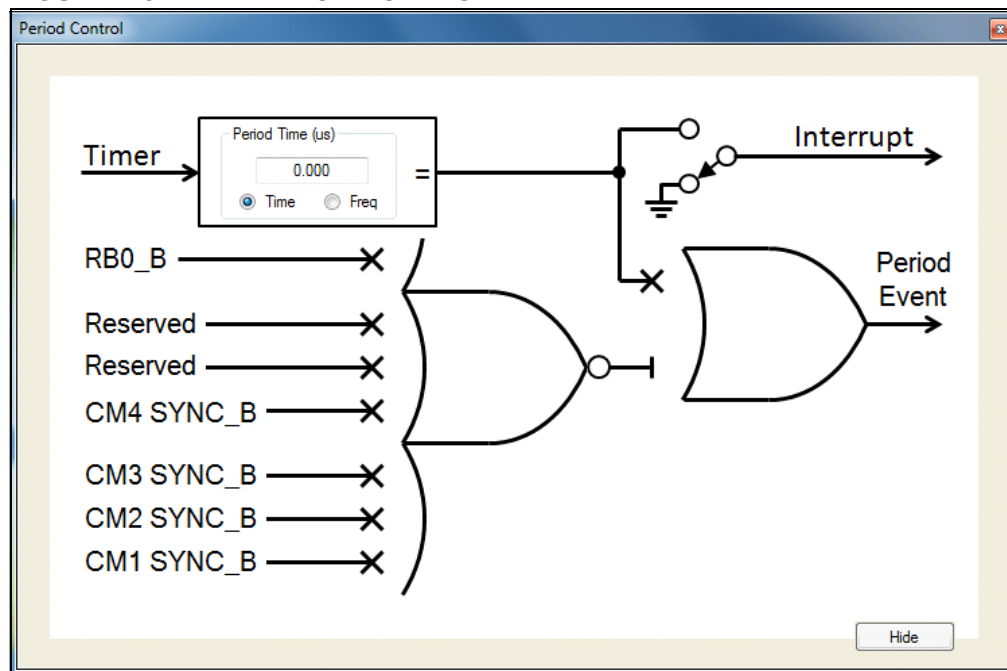 Period Control
Timer
Period Time (us)
0.000
Time
Freq
=
Interrupt
RB0_B
Reserved
Reserved
CM4 SYNC_B
CM3 SYNC_B
CM2 SYNC_B
CM1 SYNC_B
Period
Event
Hide